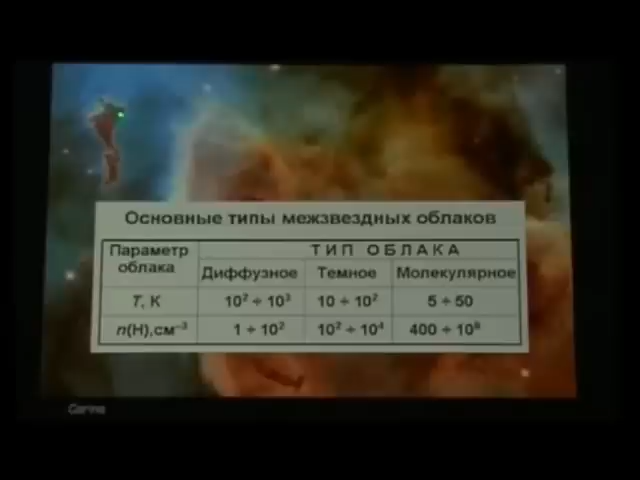 Основные типы межзвездных облаков
Параметр облака
ТИП ОБЛАКА
Диффузное Темное Молекулярное
T, К 10² ÷ 10³ 10 ÷ 10² 5 ÷ 50
n(H),см⁻³ 1 ÷ 10² 10² ÷ 10⁴ 400 ÷ 10⁸
Carina